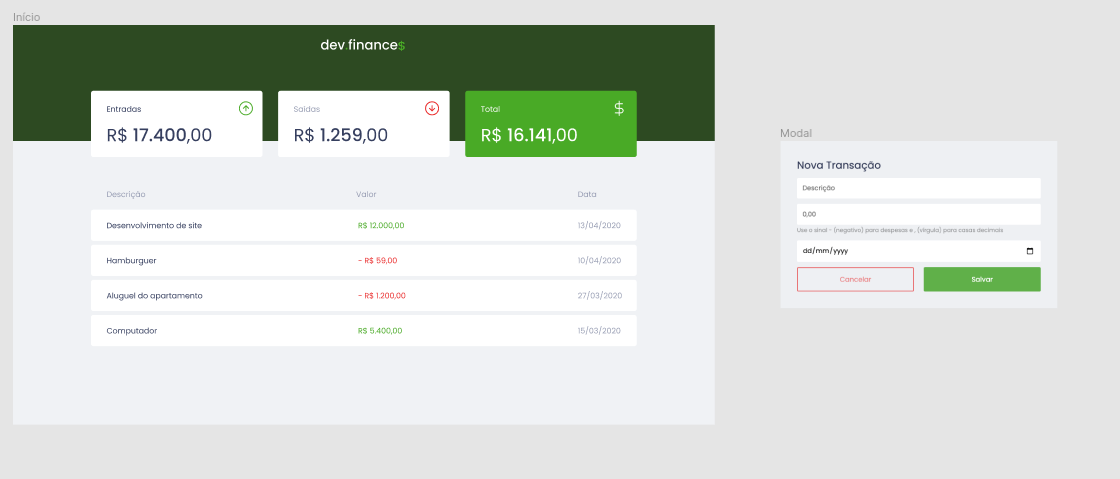 Início
dev.finance$
Entradas
R$ 17.400,00
Saídas
R$ 1.259,00
Total
$
R$ 16.141,00
Descrição Valor Data
Desenvolvimento de site R$ 12.000,00 13/04/2020
Hamburguer - R$ 59,00 10/04/2020
Aluguel do apartamento - R$ 1.200,00 27/03/2020
Computador R$ 5.400,00 15/03/2020
Modal
Nova Transação
Descrição
0,00
Use o sinal - (negativo) para despesas e , (vírgula) para casas decimais
dd/mm/yyyy
Cancelar Salvar